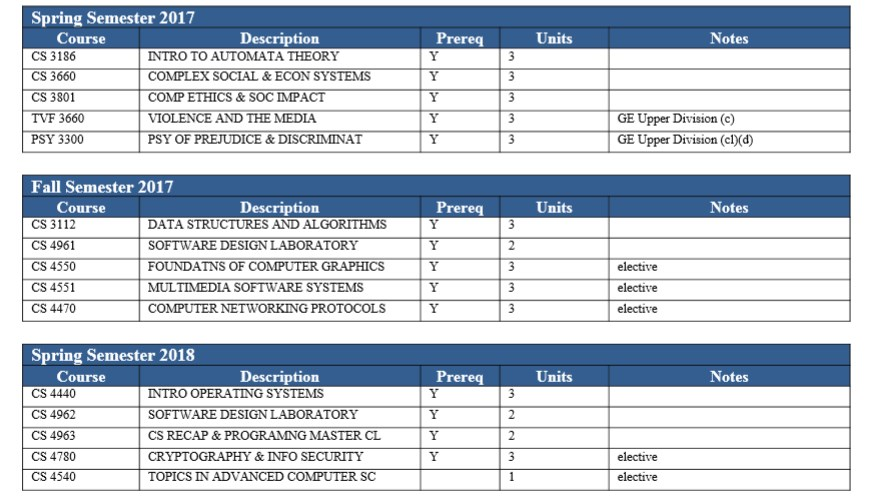 Spring Semester 2017
Course Description Prereq Units Notes
CS 3186 INTRO TO AUTOMATA THEORY Y 3
CS 3660 COMPLEX SOCIAL & ECON SYSTEMS Y 3
CS 3801 COMP ETHICS & SOC IMPACT Y 3
TVF 3660 VIOLENCE AND THE MEDIA Y 3 GE Upper Division (c)
PSY 3300 PSY OF PREJUDICE & DISCRIMINAT Y 3 GE Upper Division (cl)(d)
Fall Semester 2017
Course Description Prereq Units Notes
CS 3112 DATA STRUCTURES AND ALGORITHMS Y 3
CS 4961 SOFTWARE DESIGN LABORATORY Y 2
CS 4550 FOUNDATNS OF COMPUTER GRAPHICS Y 3 elective
CS 4551 MULTIMEDIA SOFTWARE SYSTEMS Y 3 elective
CS 4470 COMPUTER NETWORKING PROTOCOLS Y 3 elective
Spring Semester 2018
Course Description Prereq Units Notes
CS 4440 INTRO OPERATING SYSTEMS Y 3
CS 4962 SOFTWARE DESIGN LABORATORY Y 2
CS 4963 CS RECAP & PROGRAMNG MASTER CL Y 2
CS 4780 CRYPTOGRAPHY & INFO SECURITY Y 3 elective
CS 4540 TOPICS IN ADVANCED COMPUTER SC 1 elective